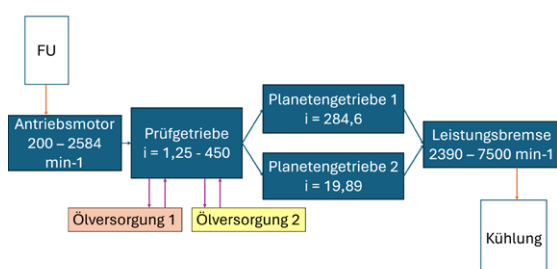 FU
Antriebsmotor
200 – 2584
min-1
Prüfgetriebe
i = 1,25 - 450
Planetengetriebe 1
i = 284,6
Planetengetriebe 2
i = 19,89
Leistungsbremse
2390 – 7500 min-1
Ölversorgung 1
Ölversorgung 2
Kühlung